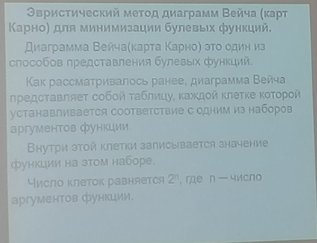 Эвристический метод диаграмм Вейча (карт
Карно) для минимизации булевых функций.
Диаграмма Вейча(карта Карно) это один из
способов представления булевых функций.
Как рассматривалось ранее, диаграмма Вейча
представляет собой таблицу, каждой клетке которой
устанавливается соответствие с одним из наборов
аргументов функции.
Внутри этой клетки записывается значение
функции на этом наборе.
Число клеток равняется 2ⁿ, где n – число
аргументов функции.